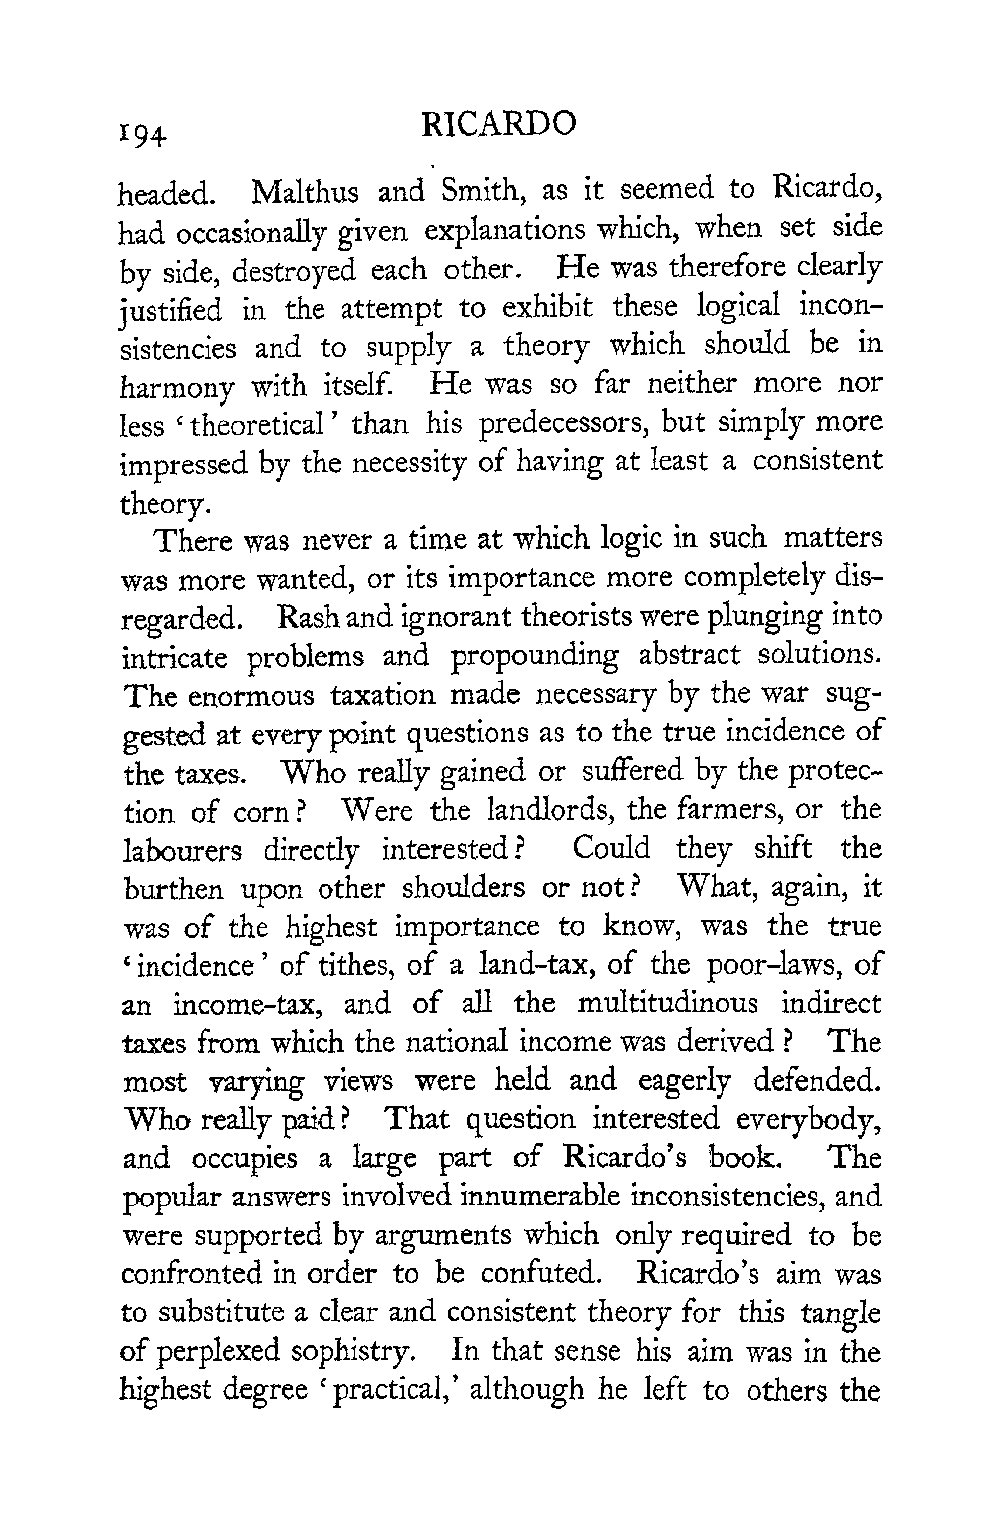 194 RICARDO
headed. Malthus and Smith, as it seemed to Ricardo,
had occasionally given explanations which, when set side
by side, destroyed each other. He was therefore clearly
justified in the attempt to exhibit these logical incon-
sistencies and to supply a theory which should be in
harmony with itself. He was so far neither more nor
less ‘theoretical’ than his predecessors, but simply more
impressed by the necessity of having at least a consistent
theory.
There was never a time at which logic in such matters
was more wanted, or its importance more completely dis-
regarded. Rash and ignorant theorists were plunging into
intricate problems and propounding abstract solutions.
The enormous taxation made necessary by the war sug-
gested at every point questions as to the true incidence of
the taxes. Who really gained or suffered by the protec-
tion of corn? Were the landlords, the farmers, or the
labourers directly interested? Could they shift the
burthen upon other shoulders or not? What, again, it
was of the highest importance to know, was the true
‘incidence’ of tithes, of a land-tax, of the poor-laws, of
an income-tax, and of all the multitudinous indirect
taxes from which the national income was derived? The
most varying views were held and eagerly defended.
Who really paid? That question interested everybody,
and occupies a large part of Ricardo’s book. The
popular answers involved innumerable inconsistencies, and
were supported by arguments which only required to be
confronted in order to be confuted. Ricardo’s aim was
to substitute a clear and consistent theory for this tangle
of perplexed sophistry. In that sense his aim was in the
highest degree ‘practical,’ although he left to others the